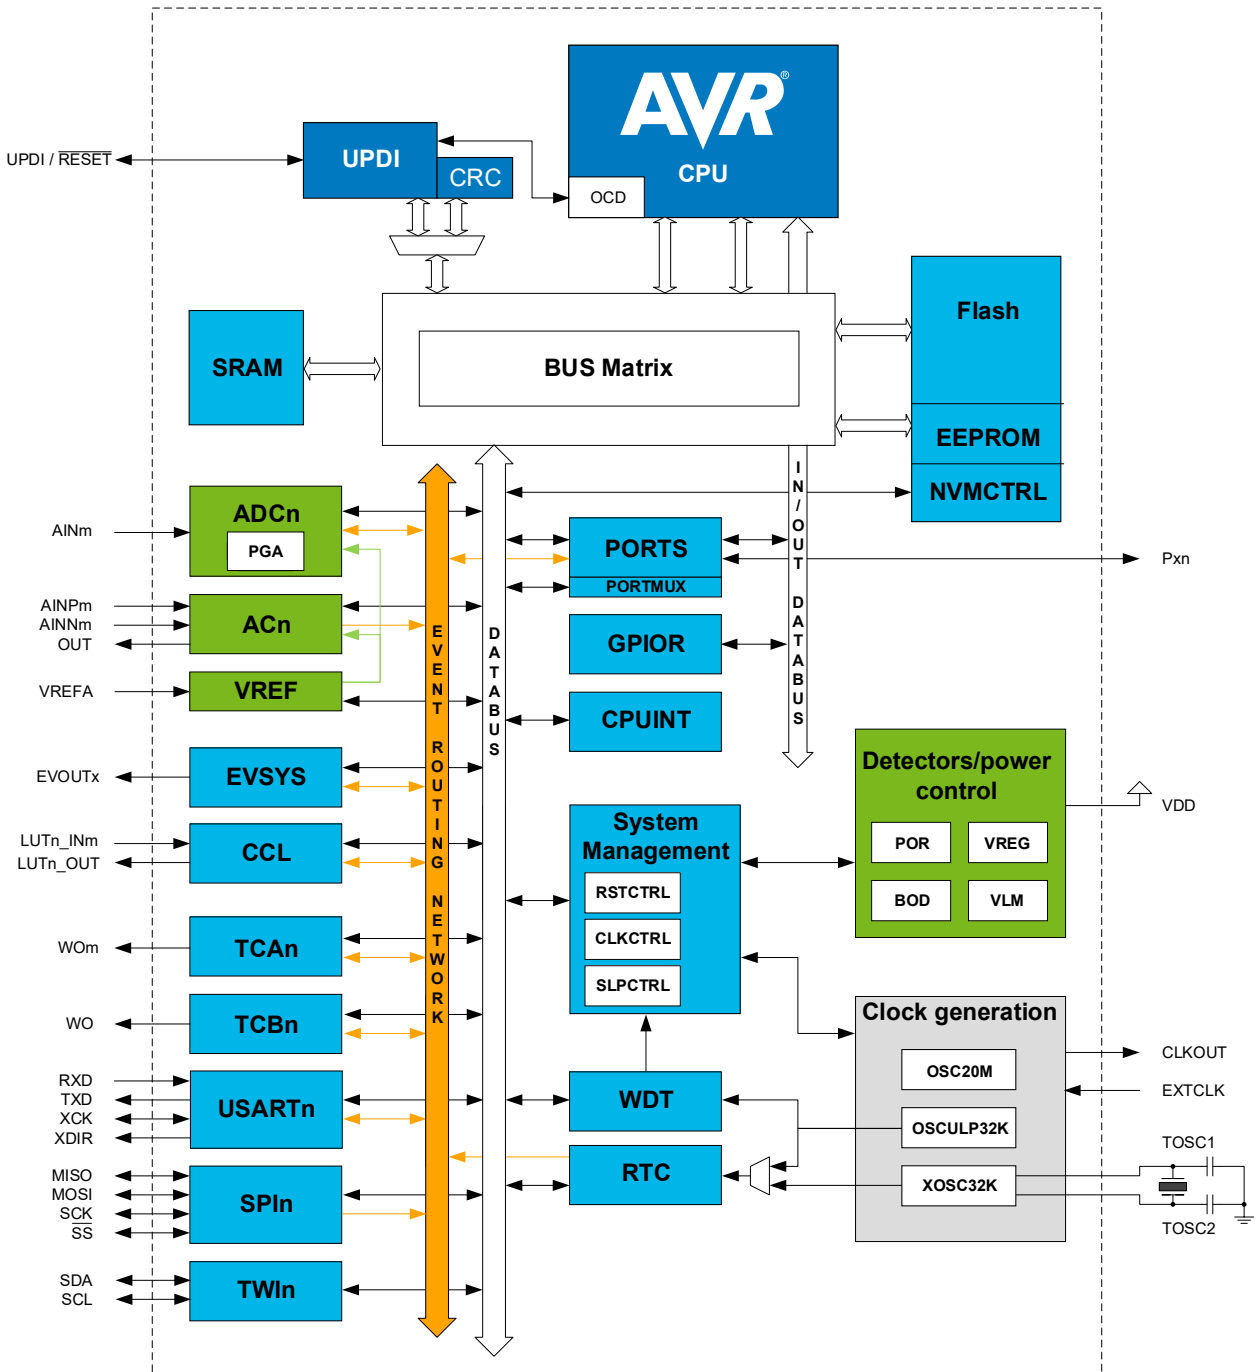 AVR®
CPU
OCD
UPDI / RESET
UPDI
CRC
BUS Matrix
SRAM
Flash
EEPROM
NVMCTRL
AINm
ADCn
PGA
AINPm
AINNm
OUT
ACn
VREFA
VREF
EVOUTx
EVSYS
LUTn_INm
LUTn_OUT
CCL
WOm
TCAn
WO
TCBn
RXD
TXD
XCK
XDIR
USARTn
MISO
MOSI
SCK
SS
SPIn
SDA
SCL
TWIn
EVENT ROUTING NETWORK
DATABUS
IN/OUT DATABUS
PORTS
PORTMUX
Pxn
GPIOR
CPUINT
System
Management
RSTCTRL
CLKCTRL
SLPCTRL
Detectors/power
control
POR
VREG
BOD
VLM
VDD
WDT
RTC
Clock generation
OSC20M
OSCULP32K
XOSC32K
CLKOUT
EXTCLK
TOSC1
TOSC2